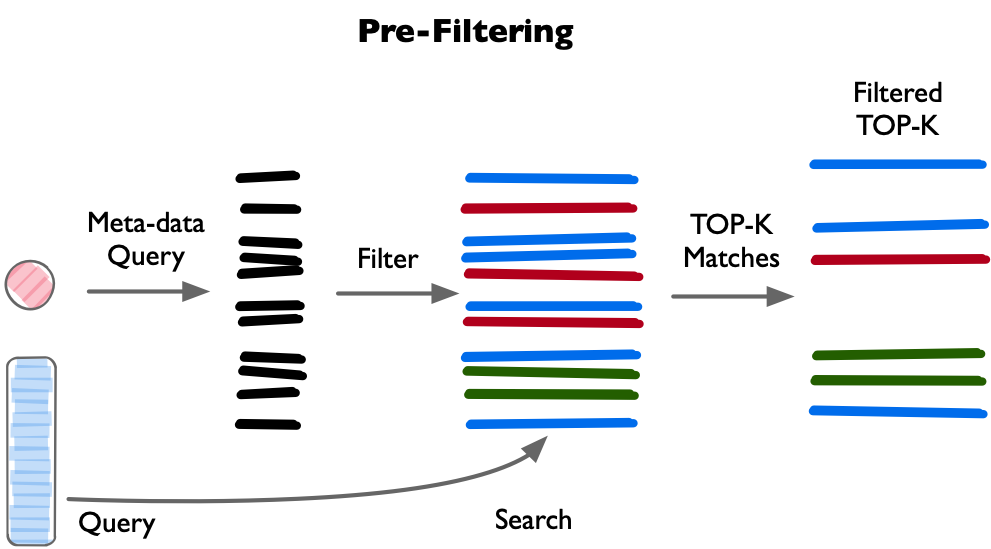 Pre-Filtering
Filtered
TOP-K
Meta-data
Query
Filter
TOP-K
Matches
Query
Search